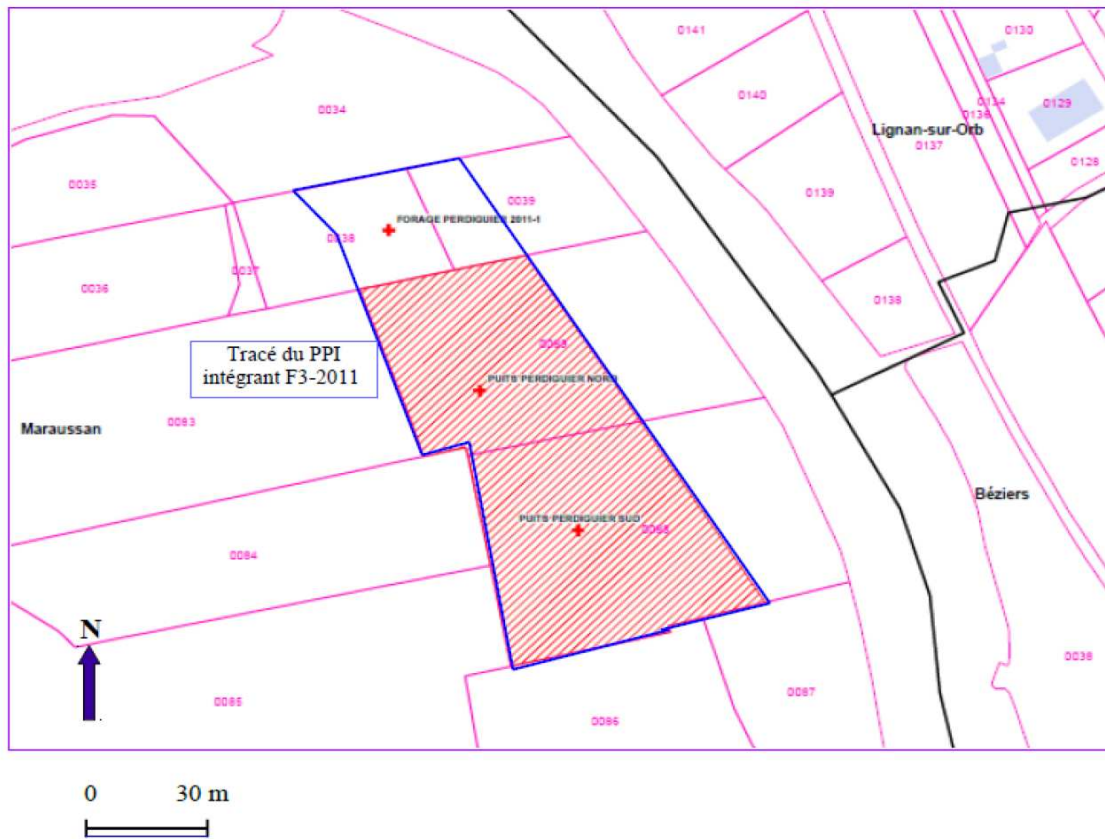 0141
0130
0140
0134
0129
0136
Lignan-sur-Orb
0137
0128
0034
0035
0139
0039
FORAGE PERDIGUIER 2011-1
0038
0037
0036
0138
Tracé du PPI
intégrant F3-2011
PUITS PERDIGUIER NORD
0083
Maraussan
Béziers
PUITS PERDIGUIER SUD
0084
N
0038
0085
0086
0087
0 30 m